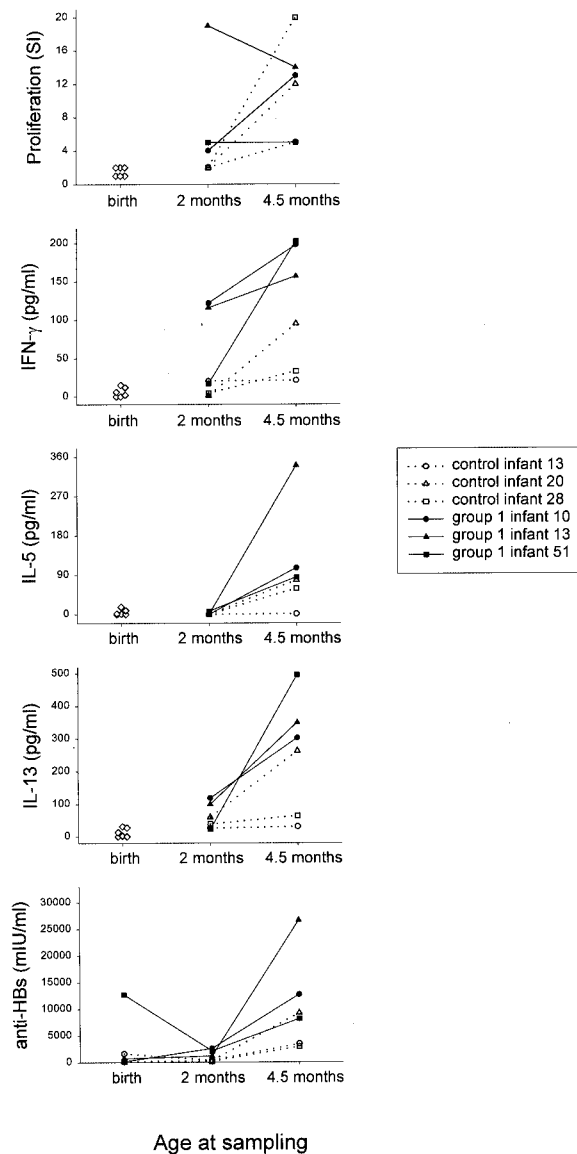 Proliferation (SI)
20
16
12
8
4
0
birth 2 months 4.5 months
IFN-γ (pg/ml)
200
150
100
50
0
birth 2 months 4.5 months
IL-5 (pg/ml)
360
270
180
90
0
birth 2 months 4.5 months
control infant 13
control infant 20
control infant 28
group 1 infant 10
group 1 infant 13
group 1 infant 51
IL-13 (pg/ml)
500
400
300
200
100
0
birth 2 months 4.5 months
anti-HBs (mIU/ml)
30000
25000
20000
15000
10000
5000
0
birth 2 months 4.5 months
Age at sampling